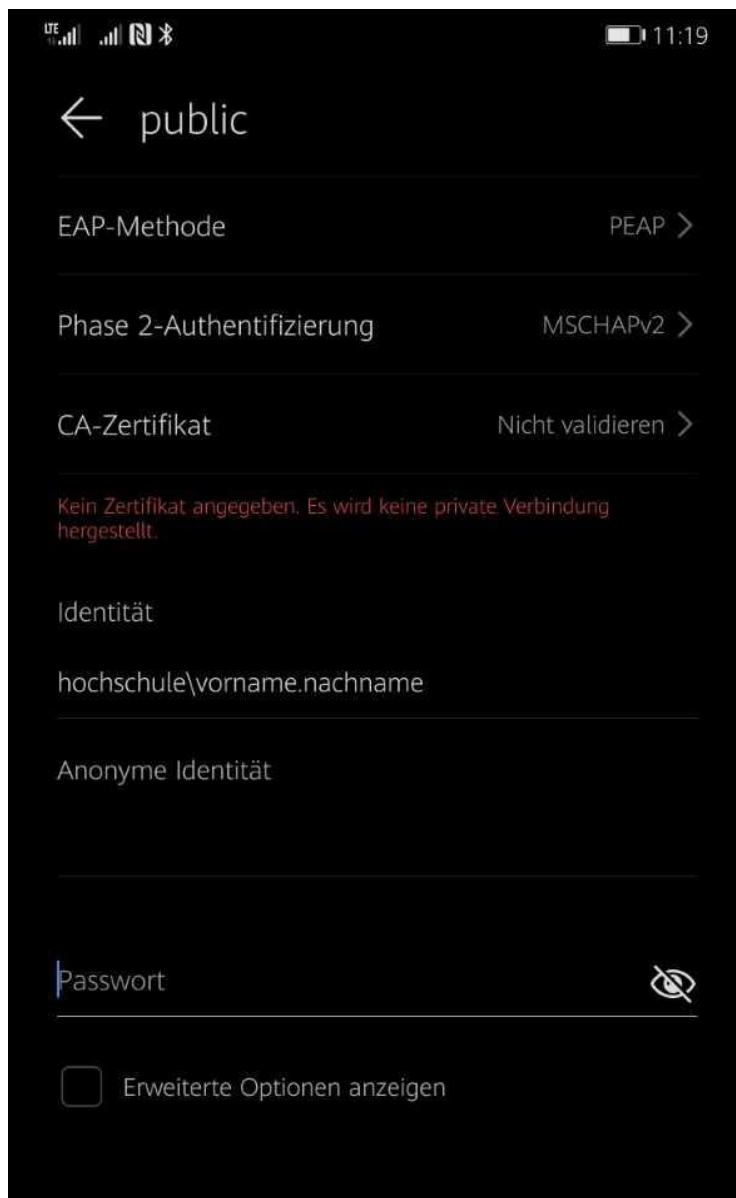 LTE 11:19
public
EAP-Methode PEAP
Phase 2-Authentifizierung MSCHAPv2
CA-Zertifikat Nicht validieren
Kein Zertifikat angegeben. Es wird keine private Verbindung
hergestellt.
Identität
hochschule\vorname.nachname
Anonyme Identität
Passwort
Erweiterte Optionen anzeigen